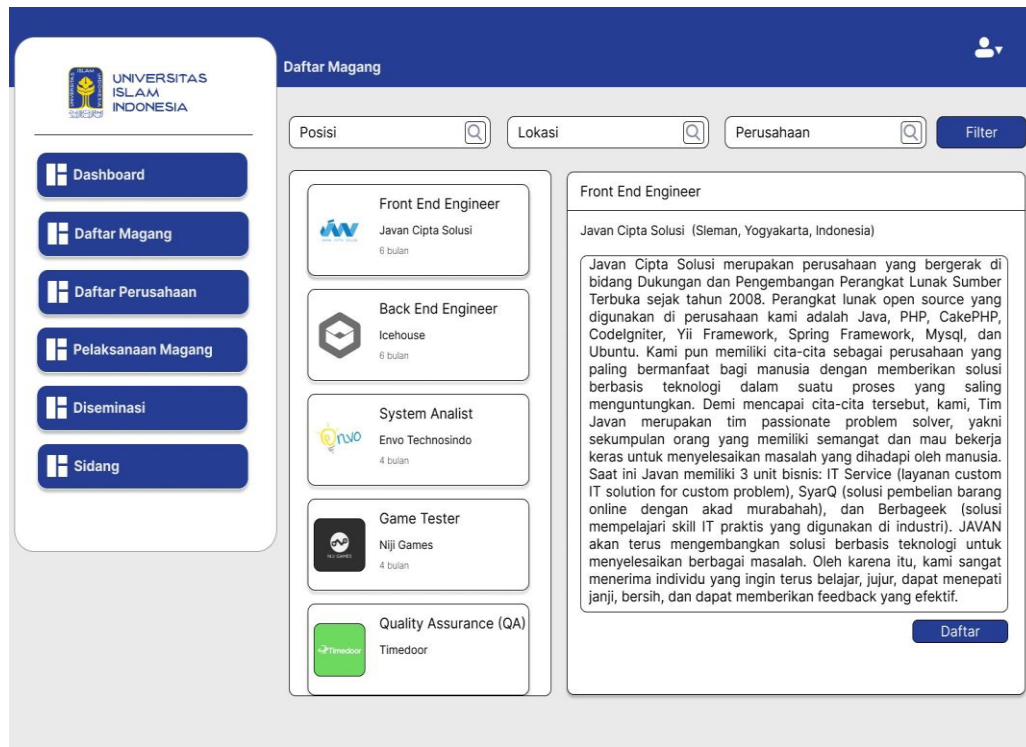 Daftar Magang
UNIVERSITAS
ISLAM
INDONESIA
Dashboard
Daftar Magang
Daftar Perusahaan
Pelaksanaan Magang
Diseminasi
Sidang
Posisi
Lokasi
Perusahaan
Filter
Front End Engineer
Javan Cipta Solusi
6 bulan
Back End Engineer
Icehouse
6 bulan
System Analist
Envo Technosindo
4 bulan
envo
Game Tester
Niji Games
4 bulan
NIJI GAMES
Quality Assurance (QA)
Timedoor
Timedoor
Front End Engineer
Javan Cipta Solusi (Sleman, Yogyakarta, Indonesia)
Javan Cipta Solusi merupakan perusahaan yang bergerak di
bidang Dukungan dan Pengembangan Perangkat Lunak Sumber
Terbuka sejak tahun 2008. Perangkat lunak open source yang
digunakan di perusahaan kami adalah Java, PHP, CakePHP,
CodeIgniter, Yii Framework, Spring Framework, Mysql, dan
Ubuntu. Kami pun memiliki cita-cita sebagai perusahaan yang
paling bermanfaat bagi manusia dengan memberikan solusi
berbasis teknologi dalam suatu proses yang saling
menguntungkan. Demi mencapai cita-cita tersebut, kami, Tim
Javan merupakan tim passionate problem solver, yakni
sekumpulan orang yang memiliki semangat dan mau bekerja
keras untuk menyelesaikan masalah yang dihadapi oleh manusia.
Saat ini Javan memiliki 3 unit bisnis: IT Service (layanan custom
IT solution for custom problem), SyarQ (solusi pembelian barang
online dengan akad murabahah), dan Berbageek (solusi
mempelajari skill IT praktis yang digunakan di industri). JAVAN
akan terus mengembangkan solusi berbasis teknologi untuk
menyelesaikan berbagai masalah. Oleh karena itu, kami sangat
menerima individu yang ingin terus belajar, jujur, dapat menepati
janji, bersih, dan dapat memberikan feedback yang efektif.
Daftar